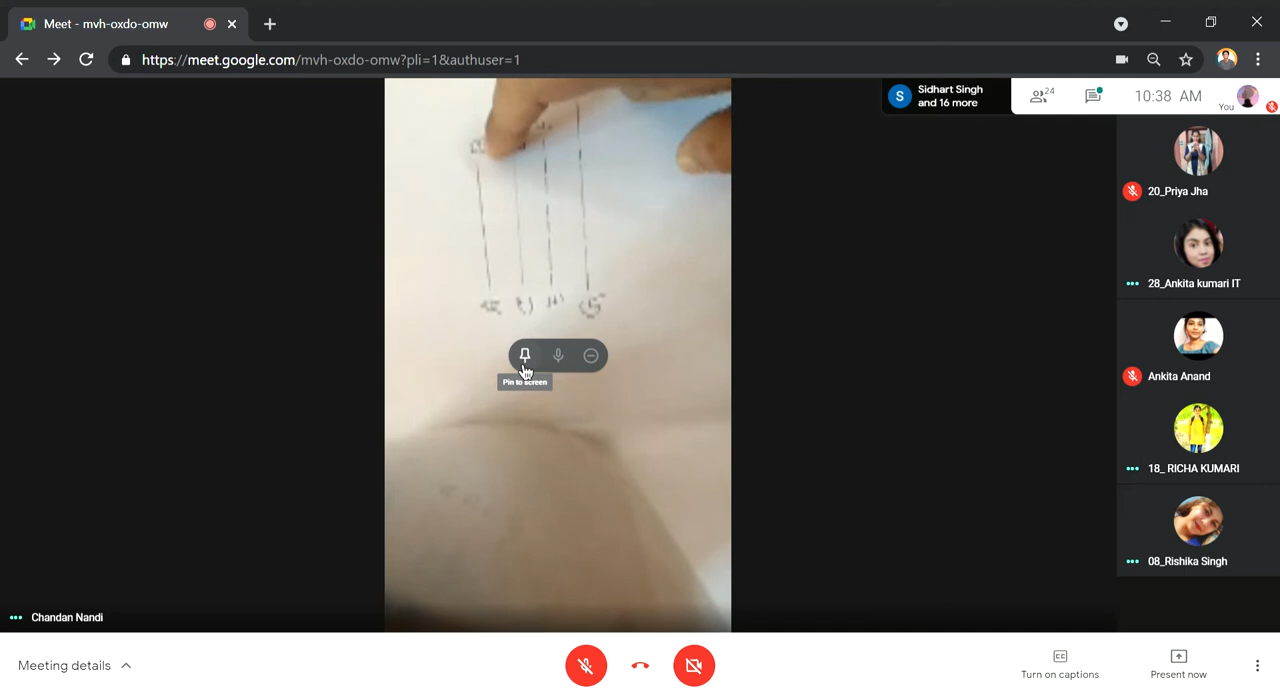 Meet - mvh-oxdo-omw
https://meet.google.com/mvh-oxdo-omw?pli=1&authuser=1
S
Sidhart Singh
and 16 more
24
10:38 AM
You
20_Priya Jha
28_Ankita kumari IT
Ankita Anand
18_ RICHA KUMARI
08_Rishika Singh
Pin to screen
Chandan Nandi
Meeting details
CC
Turn on captions
Present now